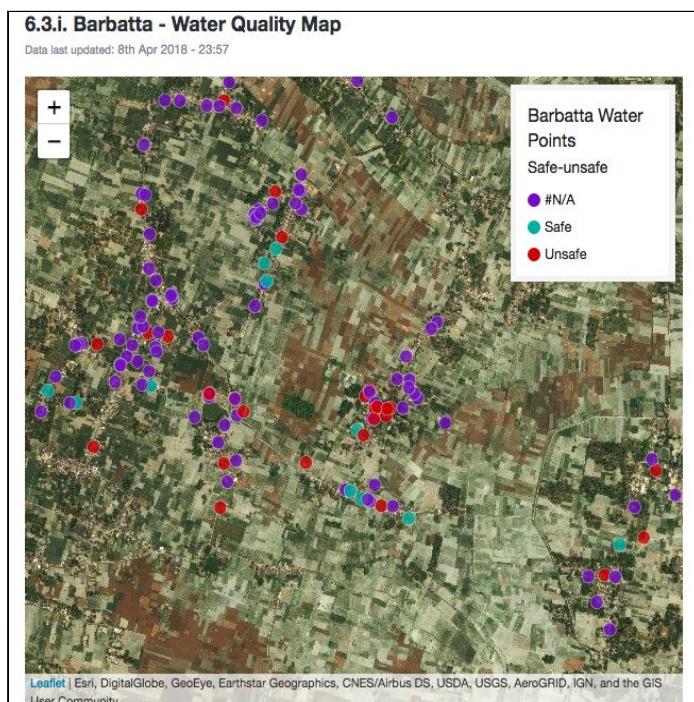 6.3.i. Barbatta - Water Quality Map
Data last updated: 8th Apr 2018 - 23:57
+
−
Barbatta Water
Points
Safe-unsafe
#N/A
Safe
Unsafe
Leaflet | Esri, DigitalGlobe, GeoEye, Earthstar Geographics, CNES/Airbus DS, USDA, USGS, AeroGRID, IGN, and the GIS
User Community